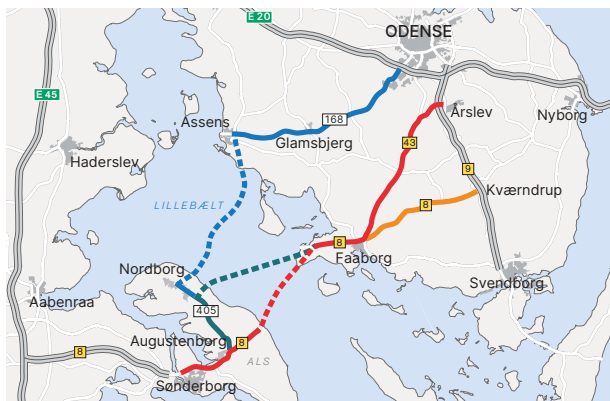 E 20
ODENSE
E 45
168
Årslev
Nyborg
Assens
Glamsbjerg
43
Haderslev
9
LILLEBÆLT
8
Kværndrup
8
Faaborg
Nordborg
Svendborg
Aabenraa
405
Augustenborg
8
8
ALS
Sønderborg